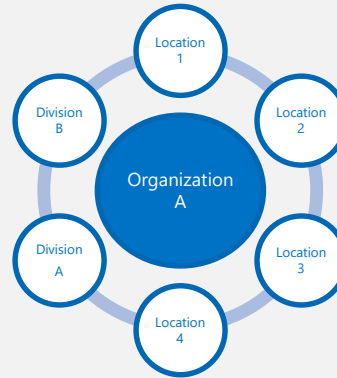 Location
1
Division
B
Location
2
Organization
A
Division
A
Location
3
Location
4